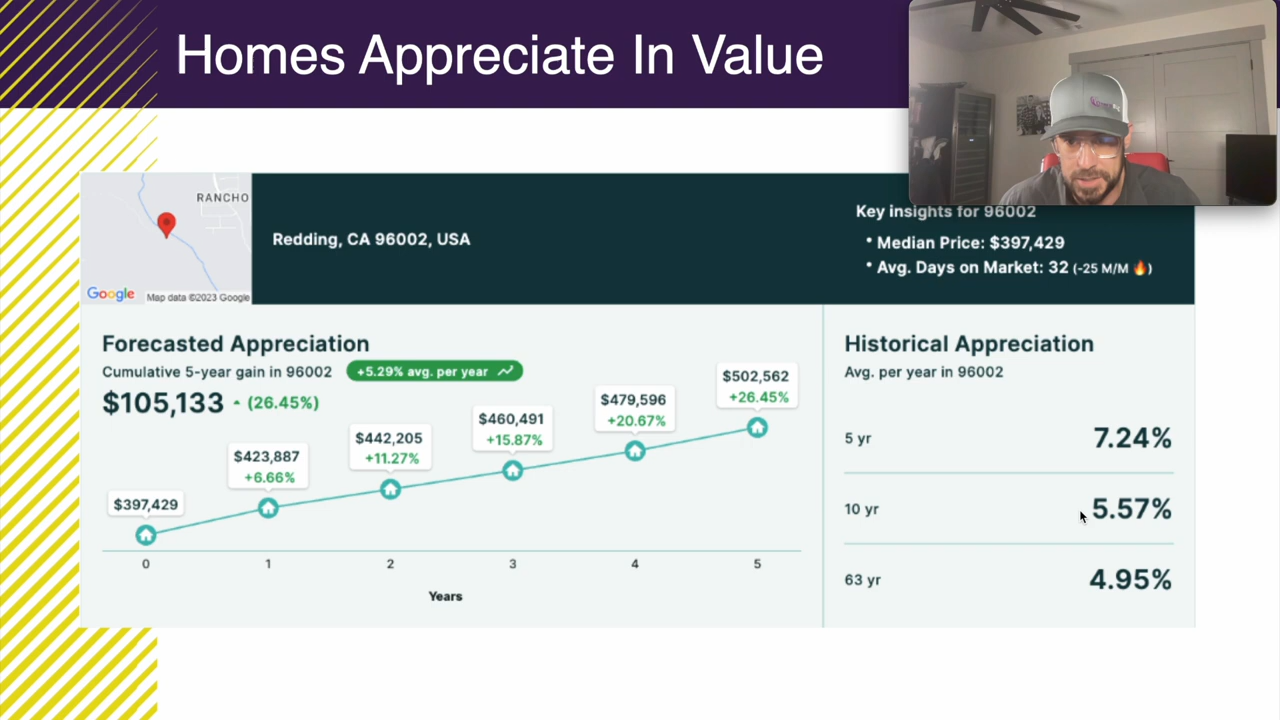 Homes Appreciate In Value
RANCHO
Google
Map data ©2023 Google
Redding, CA 96002, USA
Key insights for 96002
• Median Price: $397,429
• Avg. Days on Market: 32 (-25 M/M 🔥)
Forecasted Appreciation
Cumulative 5-year gain in 96002
+5.29% avg. per year
$105,133 (26.45%)
$397,429
$423,887
+6.66%
$442,205
+11.27%
$460,491
+15.87%
$479,596
+20.67%
$502,562
+26.45%
0 1 2 3 4 5
Years
Historical Appreciation
Avg. per year in 96002
5 yr 7.24%
10 yr 5.57%
63 yr 4.95%